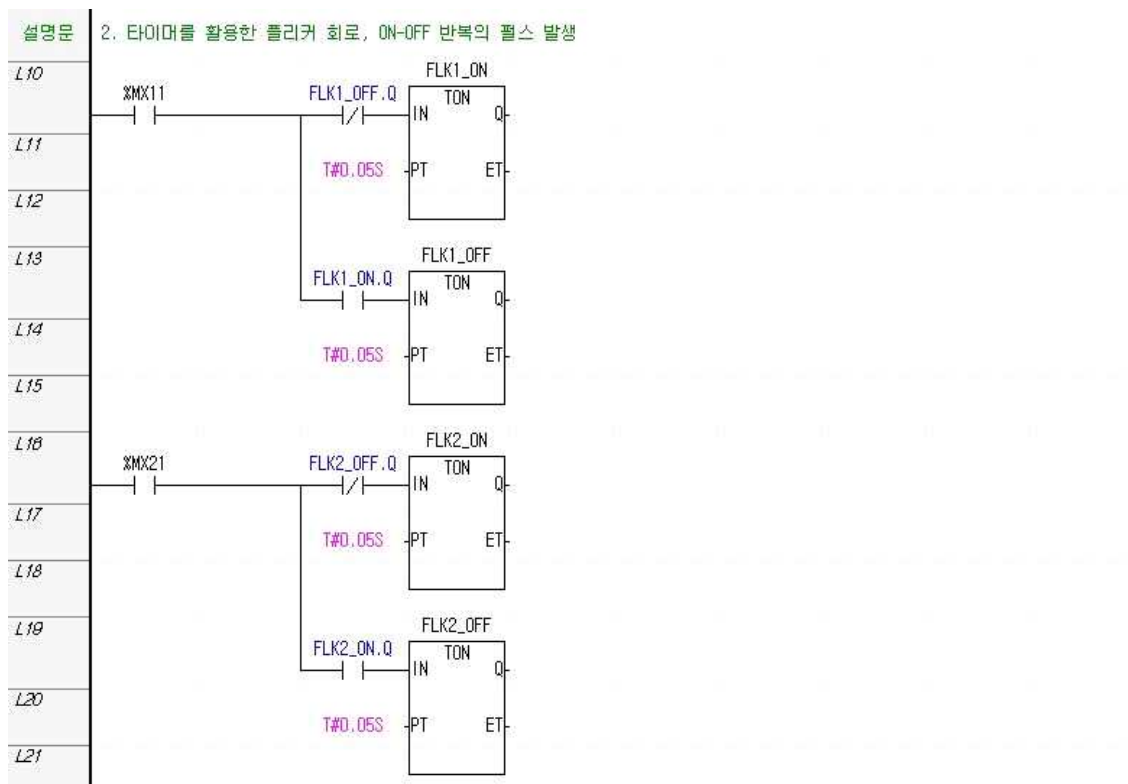 설명문 2. 타이머를 활용한 플리커 회로, ON-OFF 반복의 펄스 발생
L10
FLK1_ON
%MX11 FLK1_OFF.Q TON
IN Q
L11
T#0.05S PT ET
L12
L13
FLK1_OFF
FLK1_ON.Q TON
IN Q
L14
T#0.05S PT ET
L15
L16
FLK2_ON
%MX21 FLK2_OFF.Q TON
IN Q
L17
T#0.05S PT ET
L18
L19
FLK2_OFF
FLK2_ON.Q TON
IN Q
L20
T#0.05S PT ET
L21